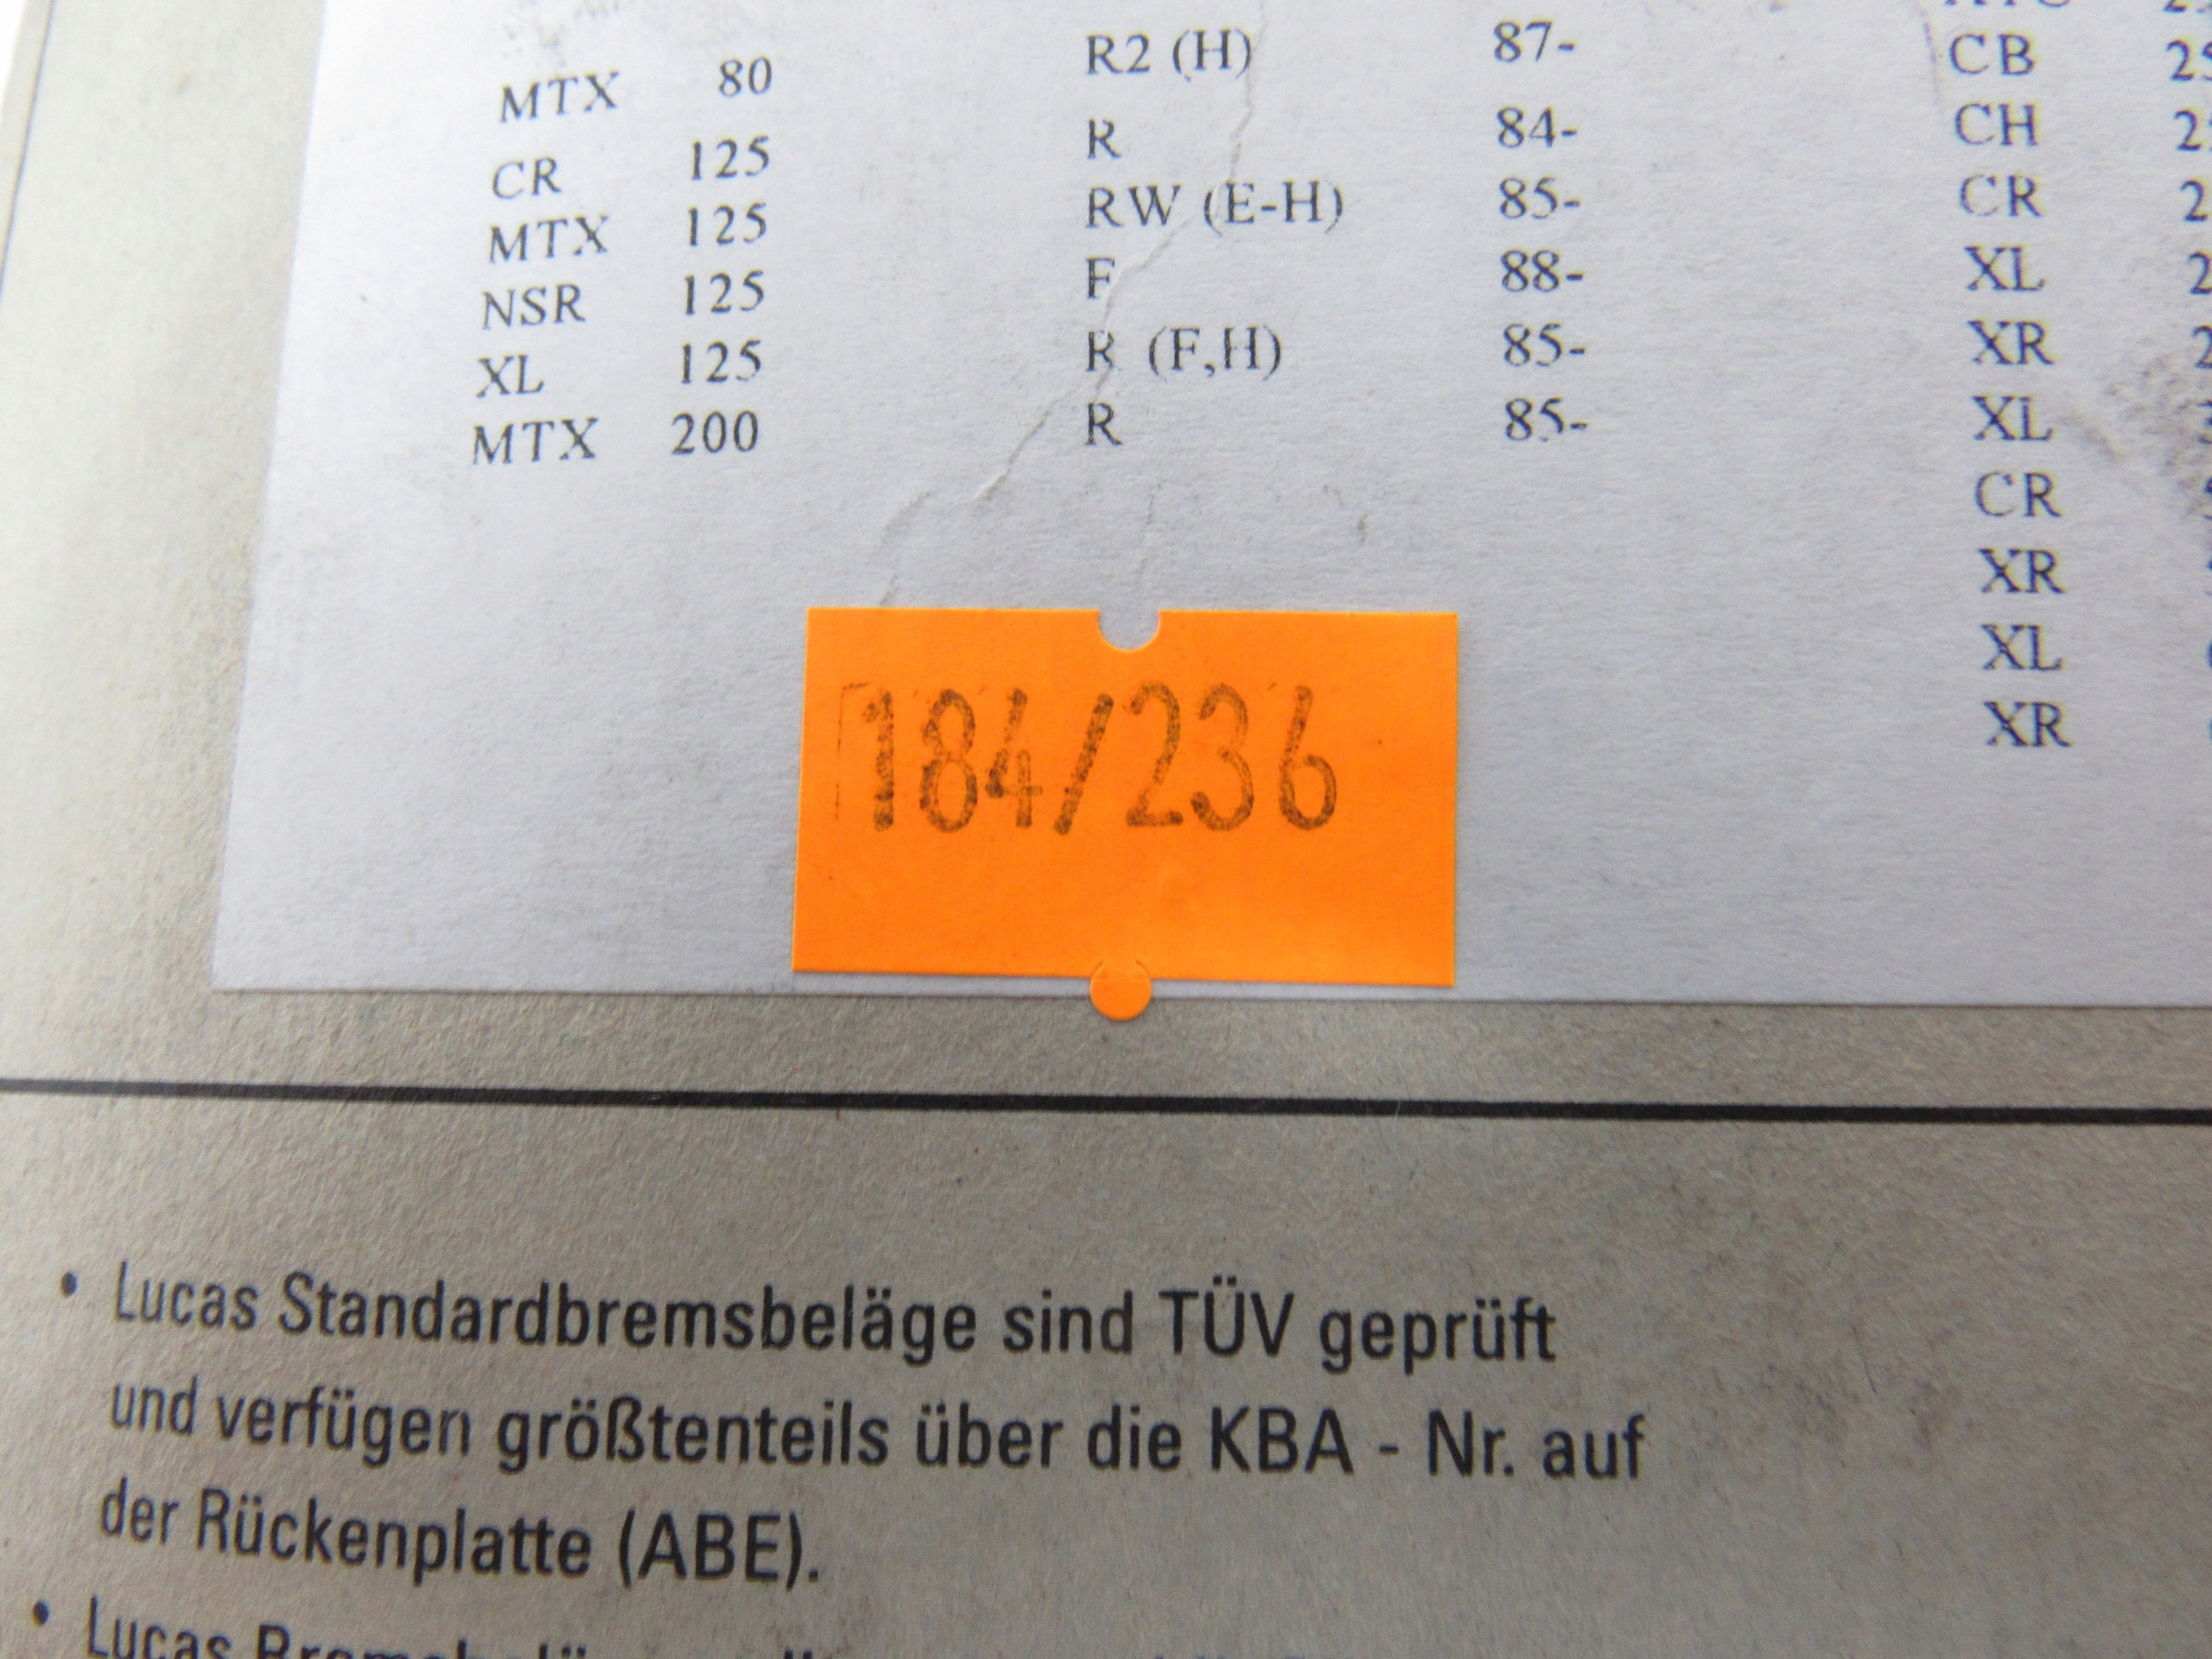 MTX 80 R2 (H) 87-
CR 125 R 84-
MTX 125 RW (E-H) 85-
NSR 125 F 88-
XL 125 R (F,H) 85-
MTX 200 R 85-
CB
CH
CR
XL
XR
XL
CR
XR
XL
XR
184/236
• Lucas Standardbremsbeläge sind TÜV geprüft
und verfügen größtenteils über die KBA - Nr. auf
der Rückenplatte (ABE).
• Lucas